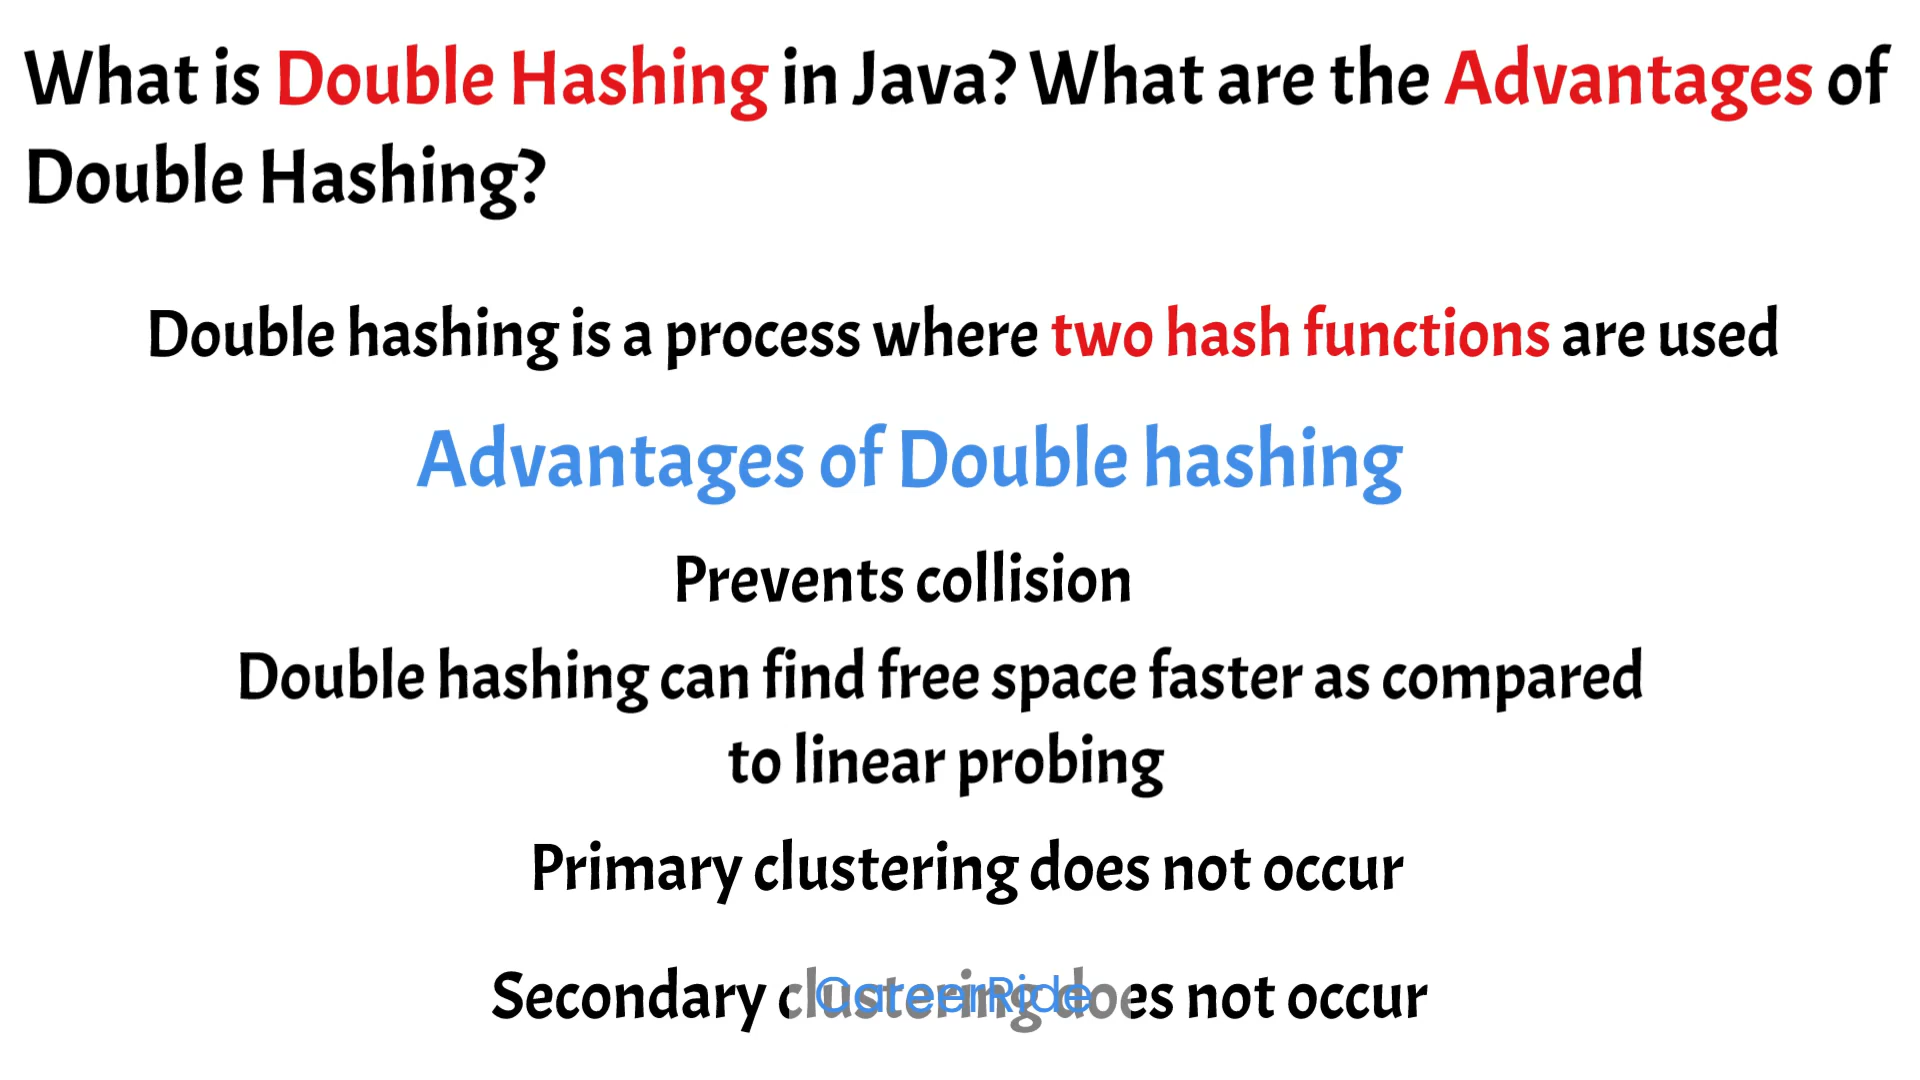 What is Double Hashing in Java? What are the Advantages of
Double Hashing?
Double hashing is a process where two hash functions are used
Advantages of Double hashing
Prevents collision
Double hashing can find free space faster as compared
to linear probing
Primary clustering does not occur
Secondary clustering does not occur
CareerRide